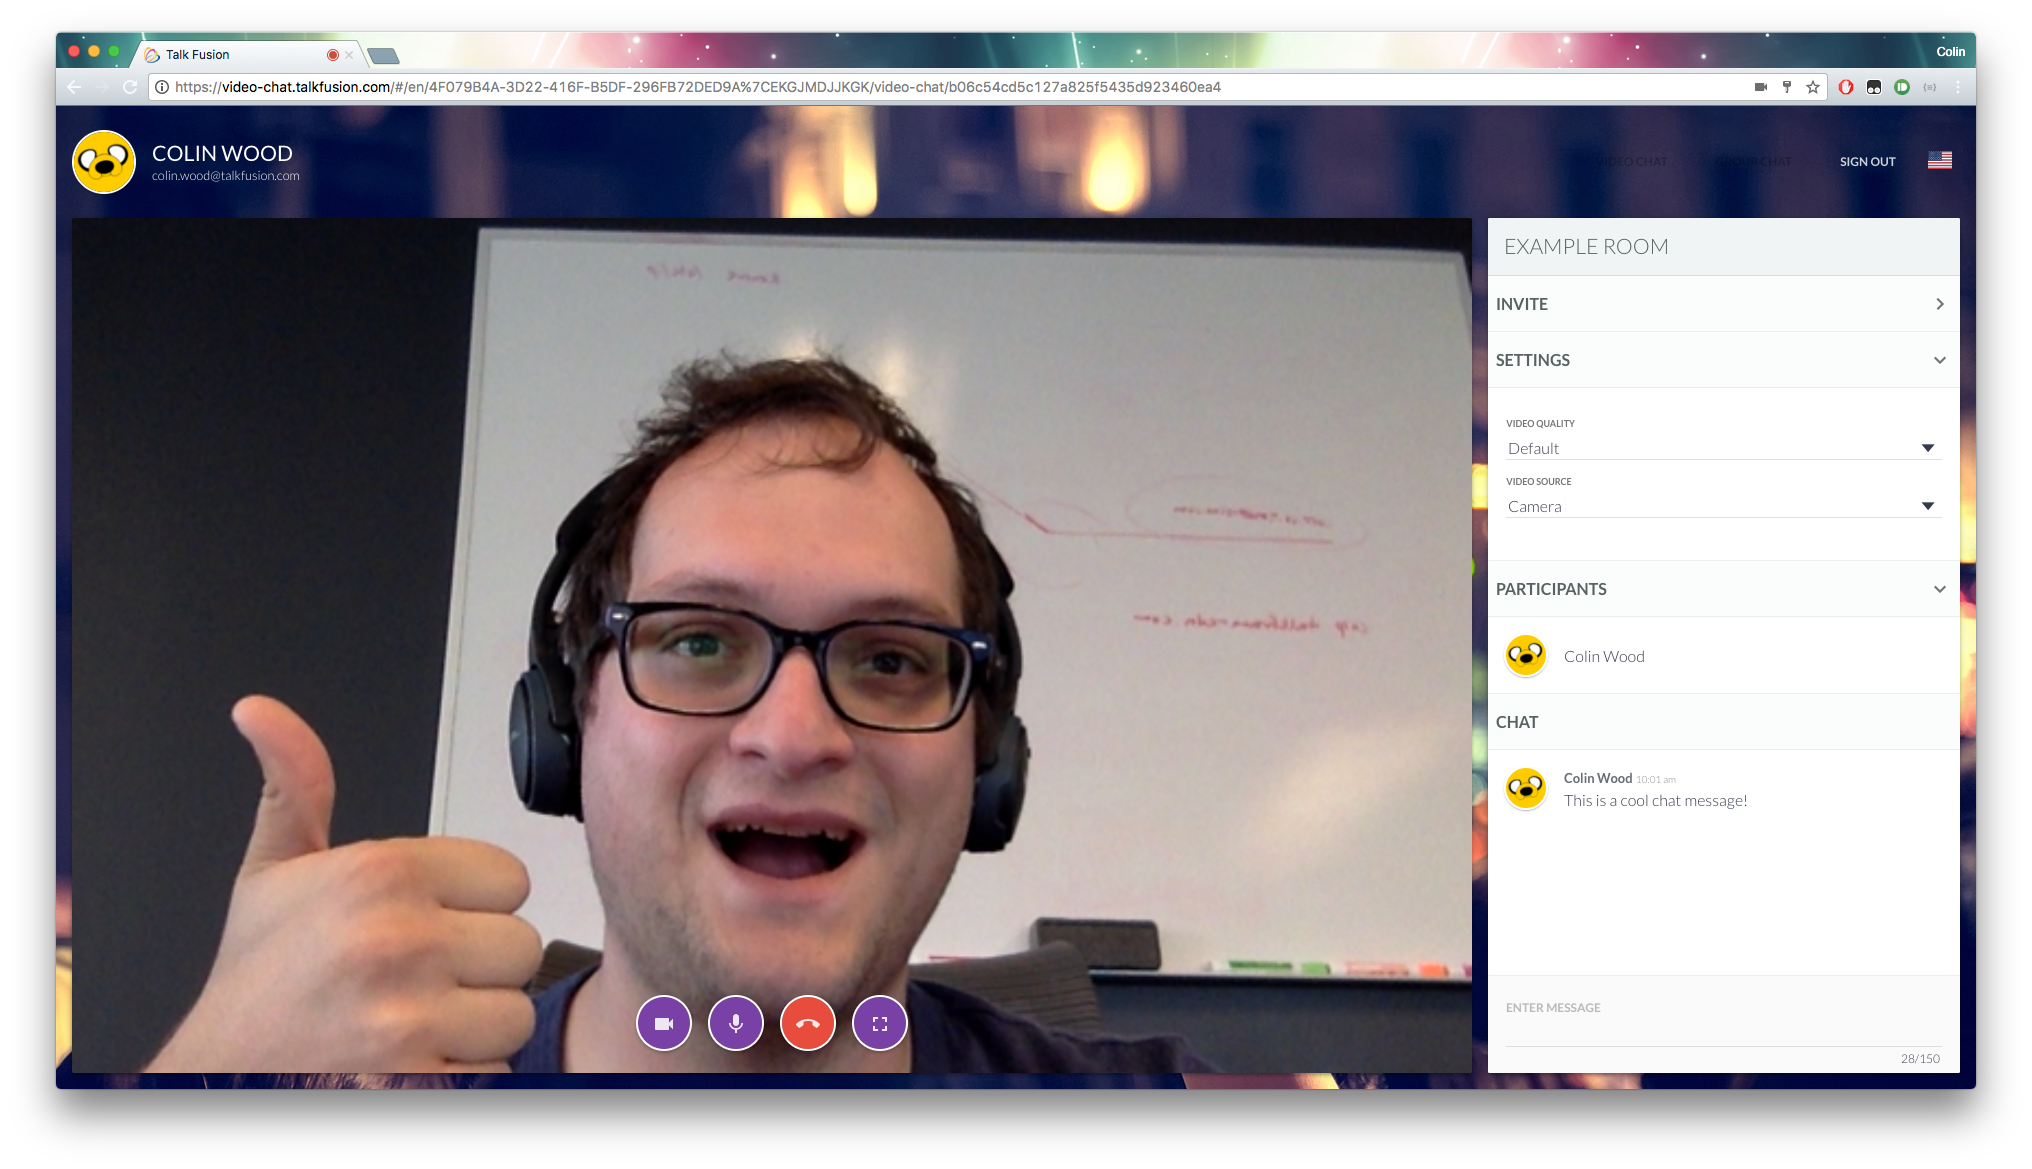 Talk Fusion
Colin
https://video-chat.talkfusion.com/#/en/4F079B4A-3D22-416F-B5DF-296FB72DED9A%7CEKGJMDJJKGK/video-chat/b06c54cd5c127a825f5435d923460ea4
COLIN WOOD
colin.wood@talkfusion.com
VIDEO CHAT
CHAT
SIGN OUT
EXAMPLE ROOM
INVITE
SETTINGS
VIDEO QUALITY
Default
VIDEO SOURCE
Camera
PARTICIPANTS
Colin Wood
CHAT
Colin Wood 10:01 am
This is a cool chat message!
ENTER MESSAGE
28/150